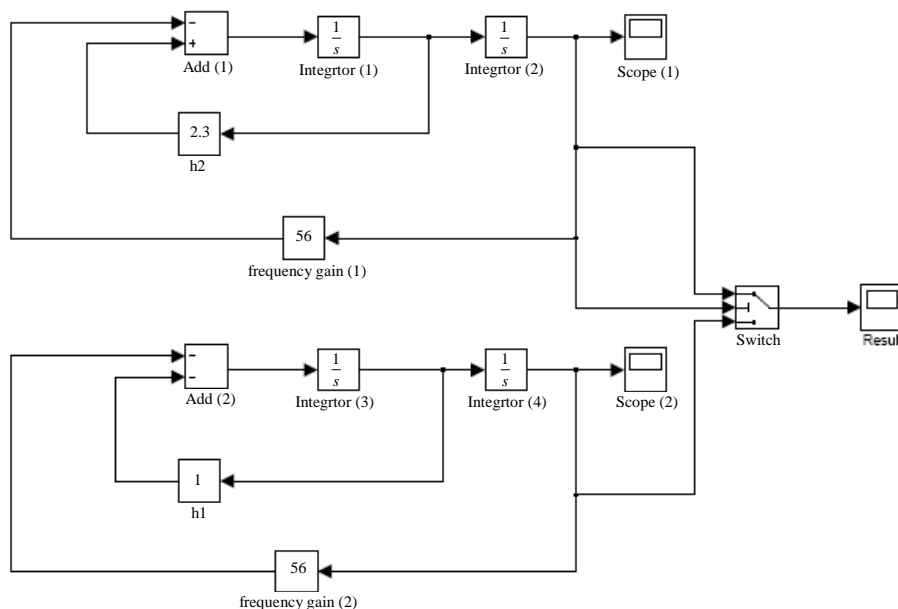 Add (1)
1
s
Integrtor (1)
1
s
Integrtor (2)
Scope (1)
2.3
h2
56
frequency gain (1)
Switch
Resul
Add (2)
1
s
Integrtor (3)
1
s
Integrtor (4)
Scope (2)
1
h1
56
frequency gain (2)